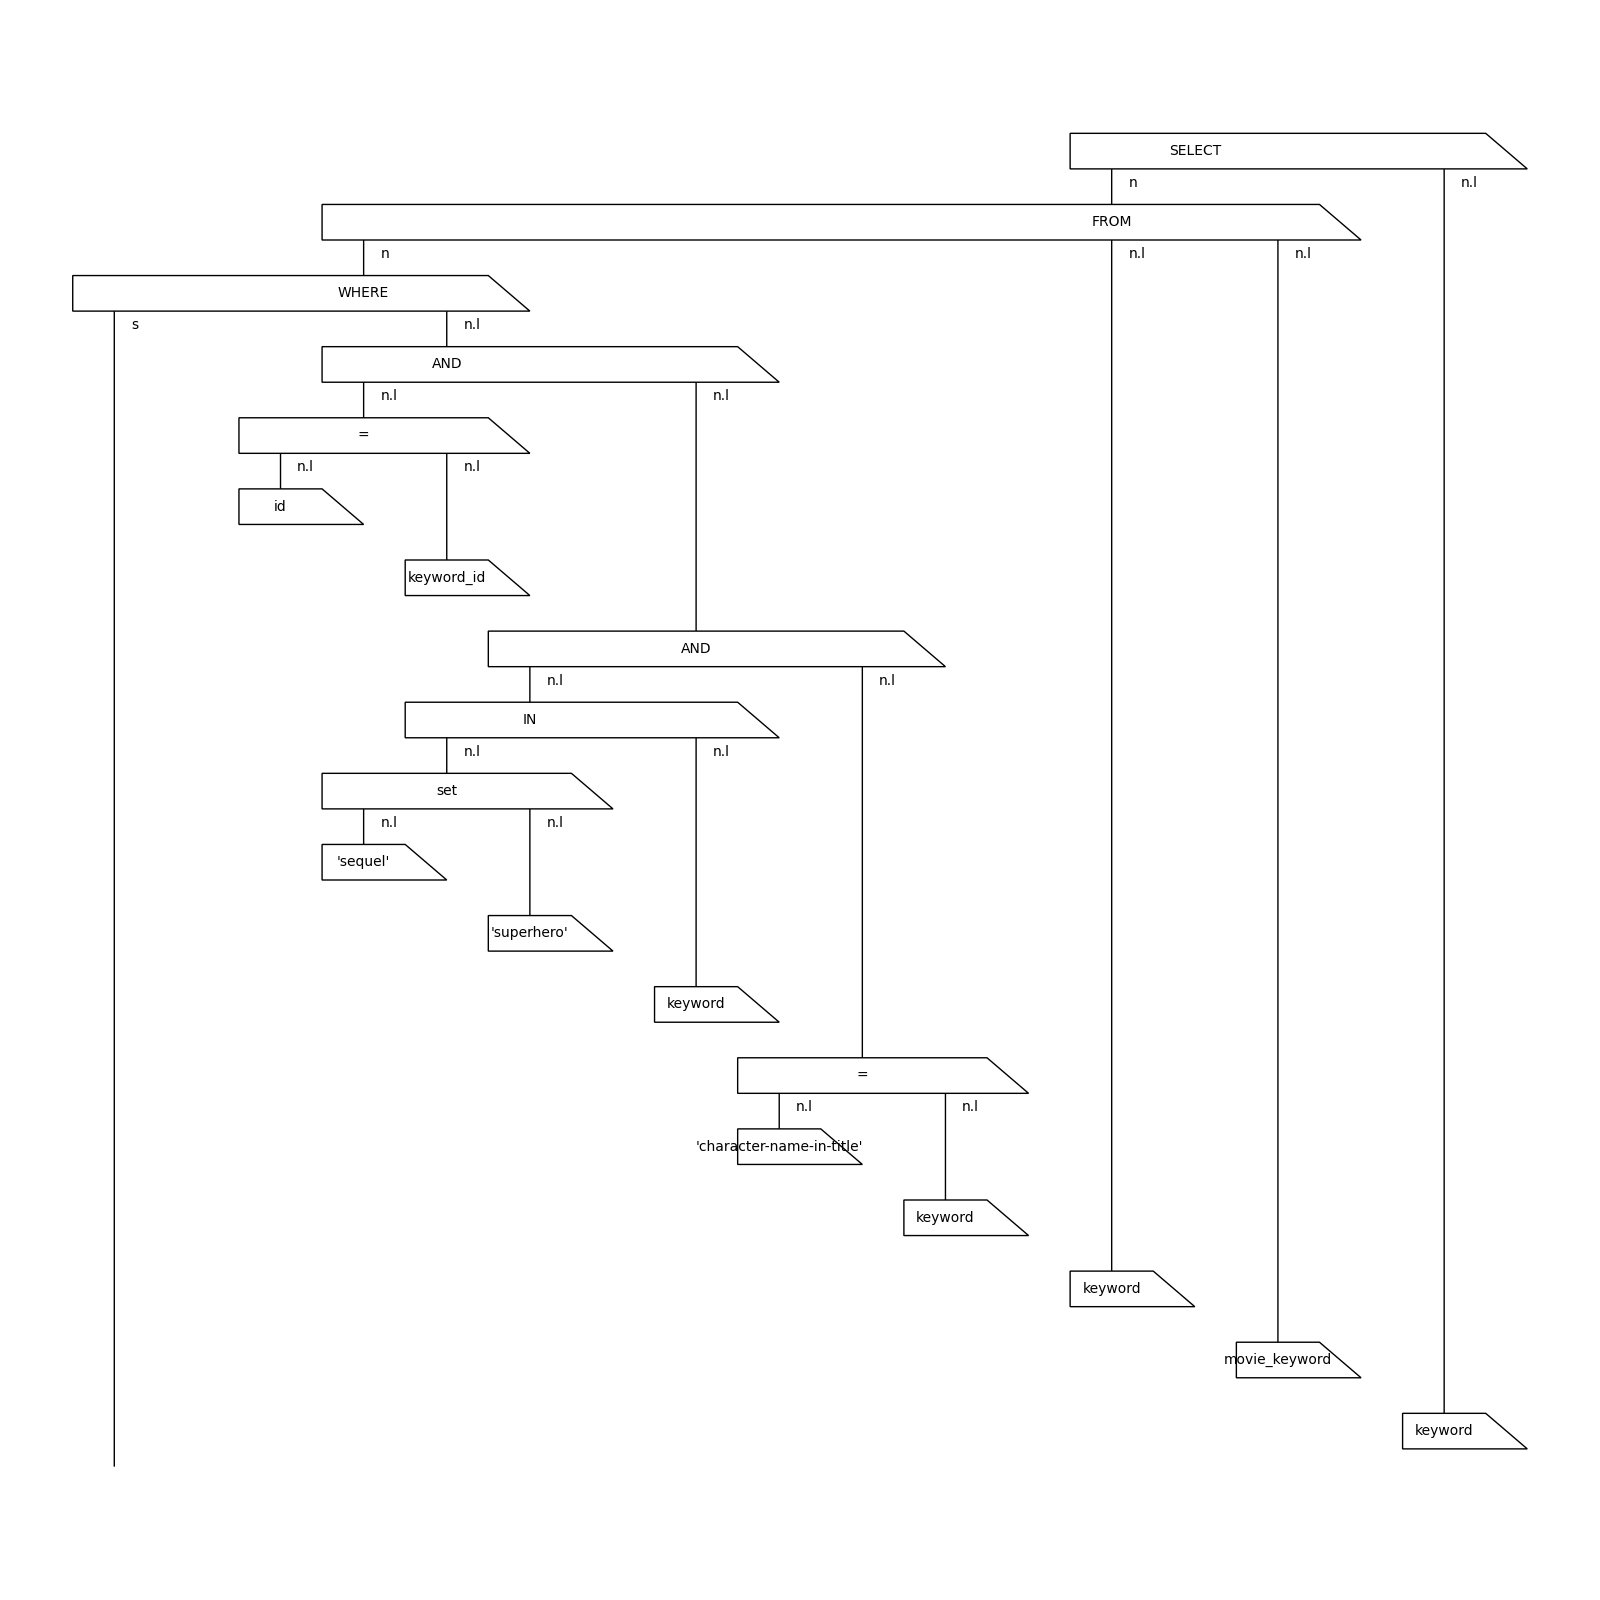 SELECT
n n.l
FROM
n n.l n.l
WHERE
s n.l
AND
n.l n.l
=
n.l n.l
id
keyword_id
AND
n.l n.l
IN
n.l n.l
set
n.l n.l
'sequel'
'superhero'
keyword
=
n.l n.l
'character-name-in-title'
keyword
keyword
movie_keyword
keyword